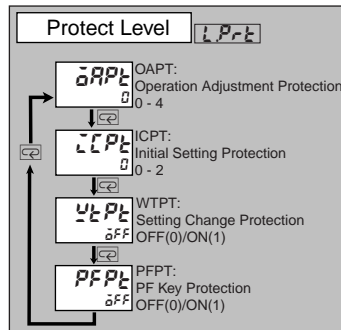 Protect Level
L.Prt
oAPt
0
OAPT:
Operation Adjustment Protection
0 - 4
iCPt
0
ICPT:
Initial Setting Protection
0 - 2
WtPt
oFF
WTPT:
Setting Change Protection
OFF(0)/ON(1)
PFPt
oFF
PFPT:
PF Key Protection
OFF(0)/ON(1)